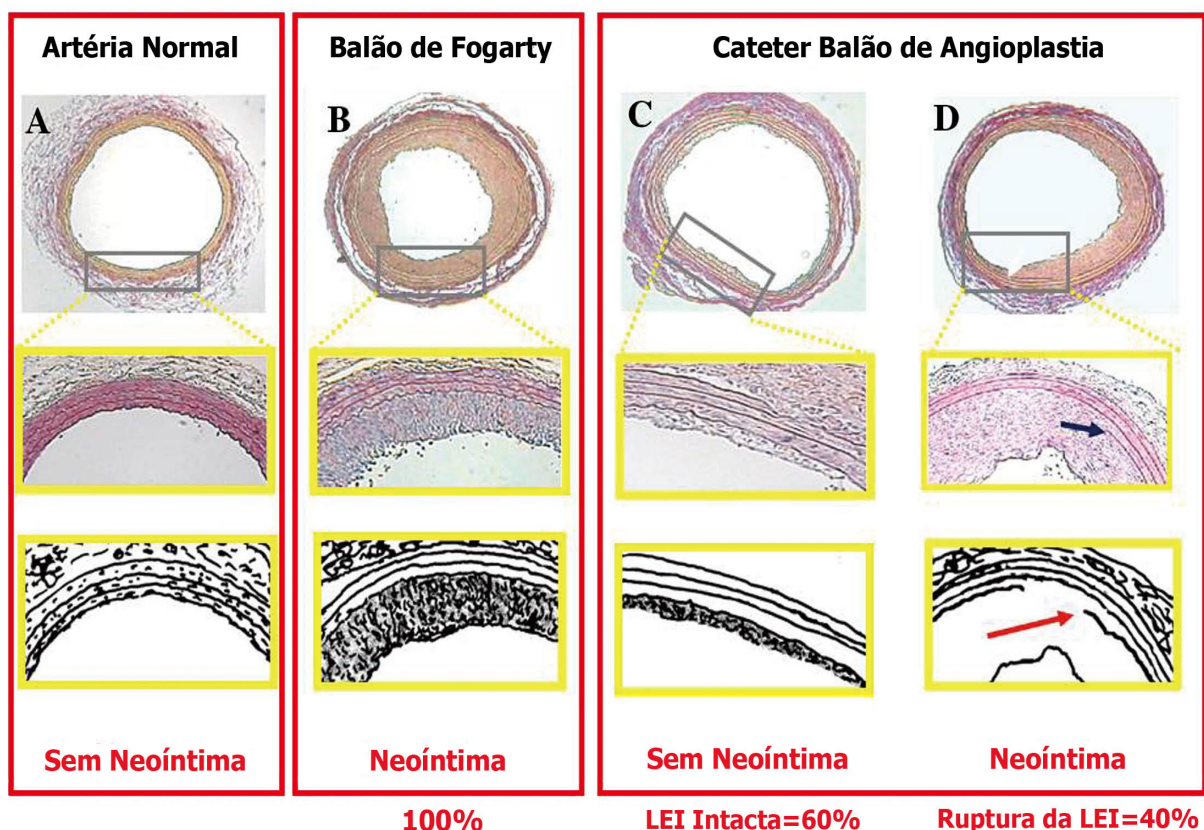 Artéria Normal
Balão de Fogarty
Cateter Balão de Angioplastia
A
B
C
D
Sem Neoíntima
Neoíntima
Sem Neoíntima
Neoíntima
100%
LEI Intacta=60%
Ruptura da LEI=40%